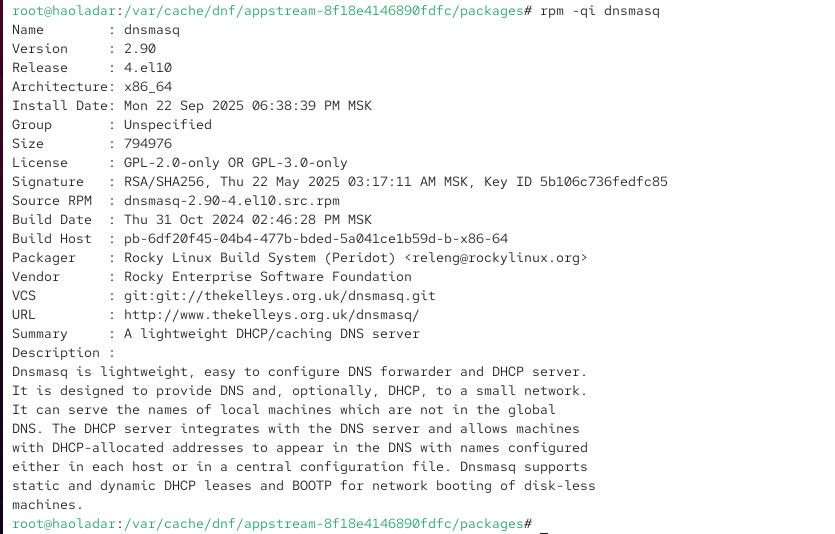 root@haoladar:/var/cache/dnf/appstream-8f18e4146890fdfc/packages# rpm -qi dnsmasq
Name        : dnsmasq
Version     : 2.90
Release     : 4.el10
Architecture: x86_64
Install Date: Mon 22 Sep 2025 06:38:39 PM MSK
Group       : Unspecified
Size        : 794976
License     : GPL-2.0-only OR GPL-3.0-only
Signature   : RSA/SHA256, Thu 22 May 2025 03:17:11 AM MSK, Key ID 5b106c736fedfc85
Source RPM  : dnsmasq-2.90-4.el10.src.rpm
Build Date  : Thu 31 Oct 2024 02:46:28 PM MSK
Build Host  : pb-6df20f45-04b4-477b-bded-5a041ce1b59d-b-x86-64
Packager    : Rocky Linux Build System (Peridot) <releng@rockylinux.org>
Vendor      : Rocky Enterprise Software Foundation
VCS         : git:git://thekelleys.org.uk/dnsmasq.git
URL         : http://www.thekelleys.org.uk/dnsmasq/
Summary     : A lightweight DHCP/caching DNS server
Description :
Dnsmasq is lightweight, easy to configure DNS forwarder and DHCP server.
It is designed to provide DNS and, optionally, DHCP, to a small network.
It can serve the names of local machines which are not in the global
DNS. The DHCP server integrates with the DNS server and allows machines
with DHCP-allocated addresses to appear in the DNS with names configured
either in each host or in a central configuration file. Dnsmasq supports
static and dynamic DHCP leases and BOOTP for network booting of disk-less
machines.
root@haoladar:/var/cache/dnf/appstream-8f18e4146890fdfc/packages# _